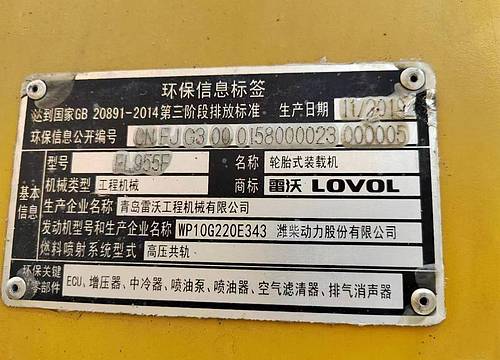 环保信息标签
达到国家GB 20891-2014第三阶段排放标准 生产日期 11/2019
环保信息公开编号 CN FJ G3 00 0158000023 000005
基本信息
型号 FL955F 名称 轮胎式装载机
机械类型 工程机械 商标 雷沃 LOVOL
生产企业名称 青岛雷沃工程机械有限公司
发动机型号和生产企业名称 WP10G220E343 潍柴动力股份有限公司
燃料喷射系统型式 高压共轨
环保关键零部件 ECU、增压器、中冷器、喷油泵、喷油器、空气滤清器、排气消声器